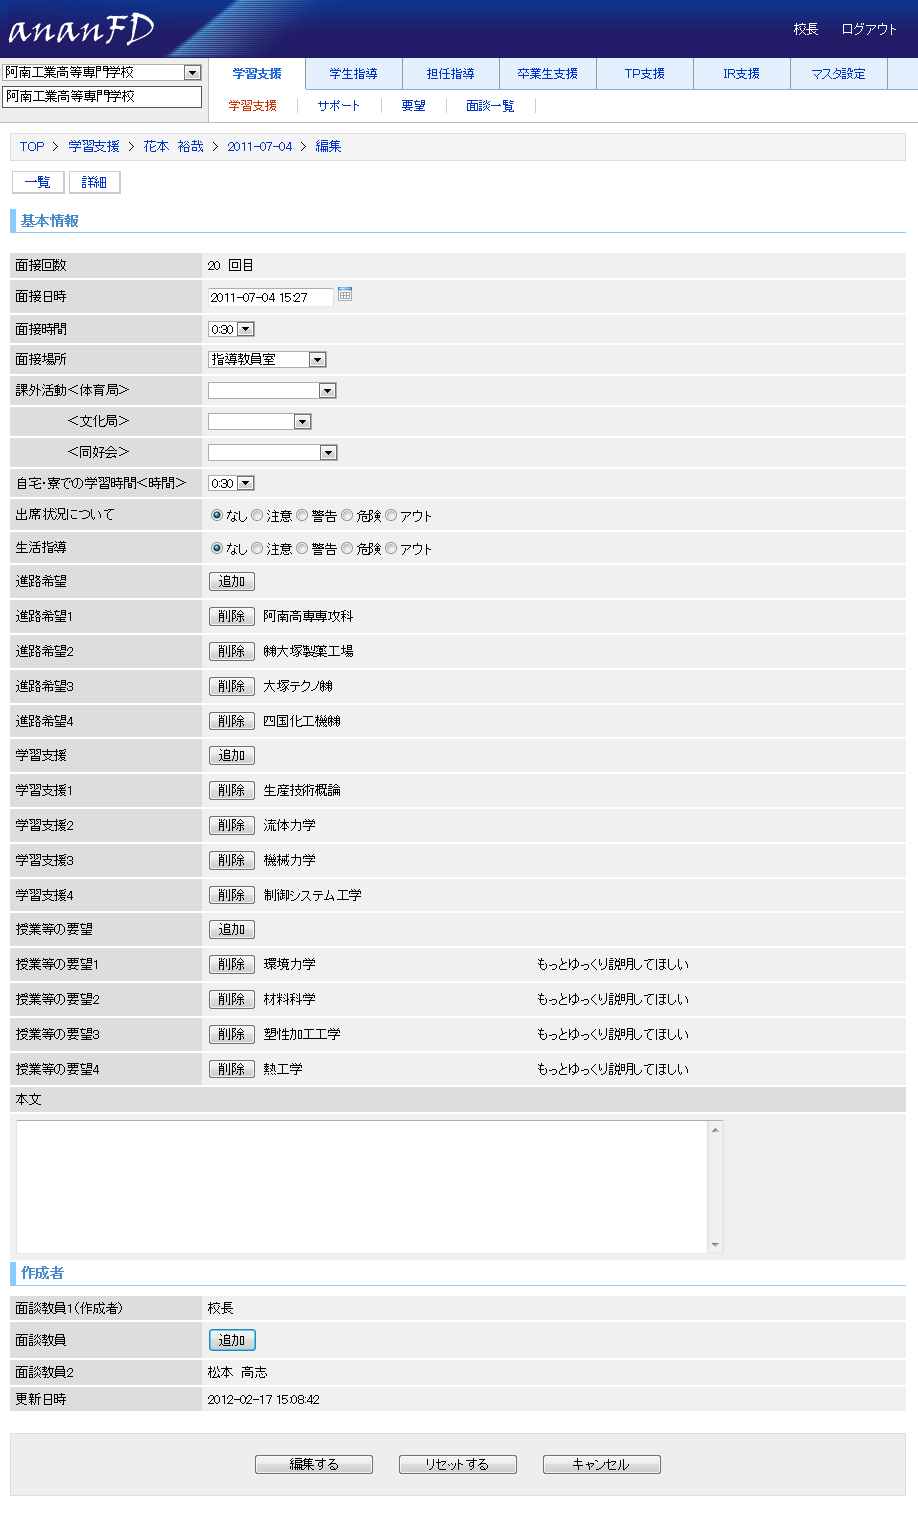 ananFD
校長 ログアウト
阿南工業高等専門学校
阿南工業高等専門学校
学習支援 学生指導 担任指導 卒業生支援 TP支援 IR支援 マスタ設定
学習支援 サポート 要望 面談一覧
TOP > 学習支援 > 花本 裕哉 > 2011-07-04 > 編集
一覧 詳細
基本情報
面接回数 20 回目
面接日時 2011-07-04 15:27
面接時間 0:30
面接場所 指導教員室
課外活動<体育局>
<文化局>
<同好会>
自宅・寮での学習時間<時間> 0:30
出席状況について なし 注意 警告 危険 アウト
生活指導 なし 注意 警告 危険 アウト
進路希望 追加
進路希望1 削除 阿南高専専攻科
進路希望2 削除 ㈱大塚製薬工場
進路希望3 削除 大塚テクノ㈱
進路希望4 削除 四国化工機㈱
学習支援 追加
学習支援1 削除 生産技術概論
学習支援2 削除 流体力学
学習支援3 削除 機械力学
学習支援4 削除 制御システム工学
授業等の要望 追加
授業等の要望1 削除 環境力学 もっとゆっくり説明してほしい
授業等の要望2 削除 材料科学 もっとゆっくり説明してほしい
授業等の要望3 削除 塑性加工工学 もっとゆっくり説明してほしい
授業等の要望4 削除 熱工学 もっとゆっくり説明してほしい
本文
作成者
面談教員1(作成者) 校長
面談教員 追加
面談教員2 松本 高志
更新日時 2012-02-17 15:08:42
編集する リセットする キャンセル